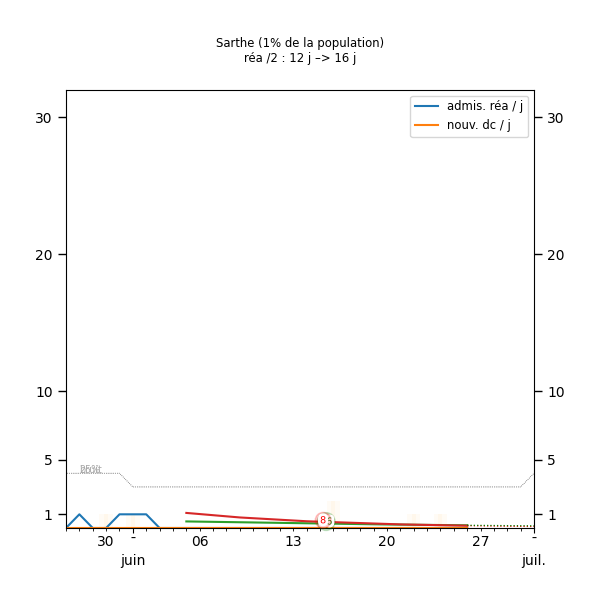 Sarthe (1% de la population)
réa /2 : 12 j –> 16 j
admis. réa / j
nouv. dc / j
30 30
20 20
10 10
5 5
1 1
8
30 - 06 13 20 27 -
juin juil.